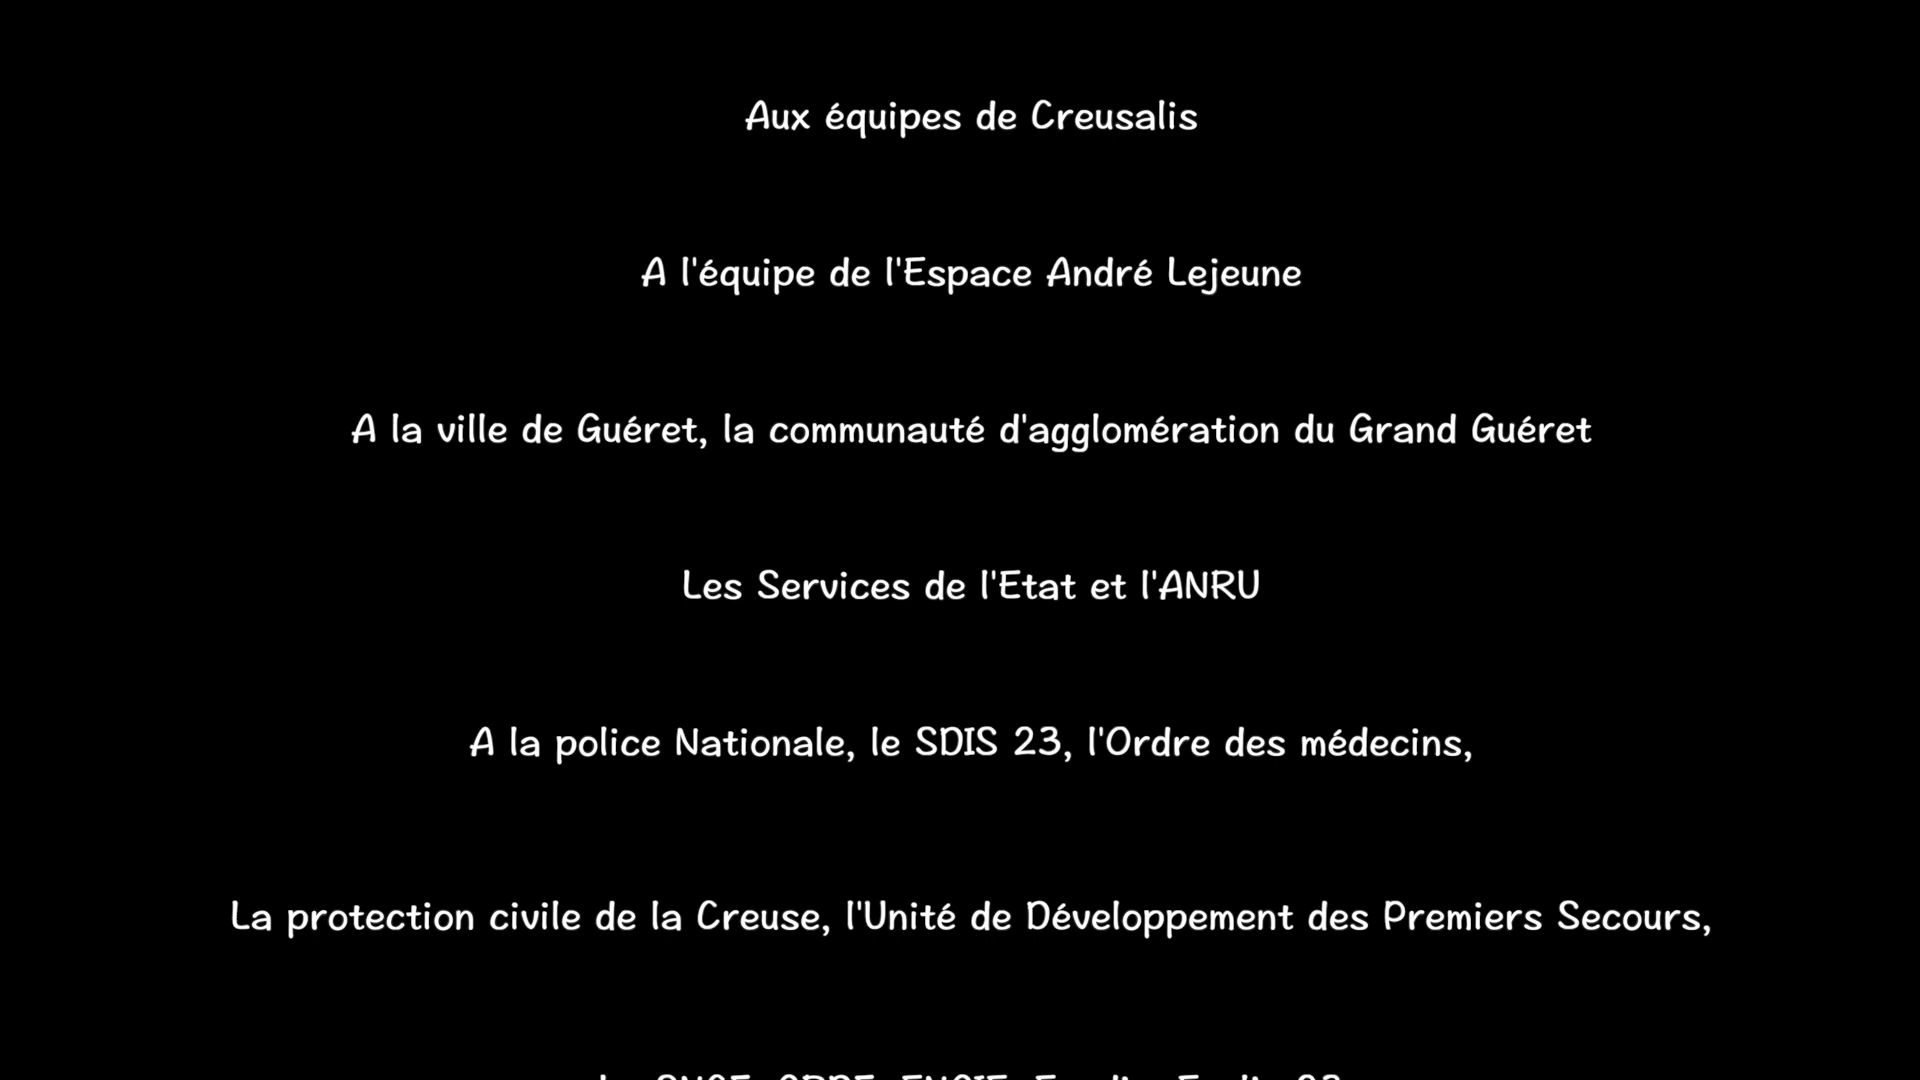 Aux équipes de Creusalis
A l'équipe de l'Espace André Lejeune
A la ville de Guéret, la communauté d'agglomération du Grand Guéret
Les Services de l'Etat et l'ANRU
A la police Nationale, le SDIS 23, l'Ordre des médecins,
La protection civile de la Creuse, l'Unité de Développement des Premiers Secours,